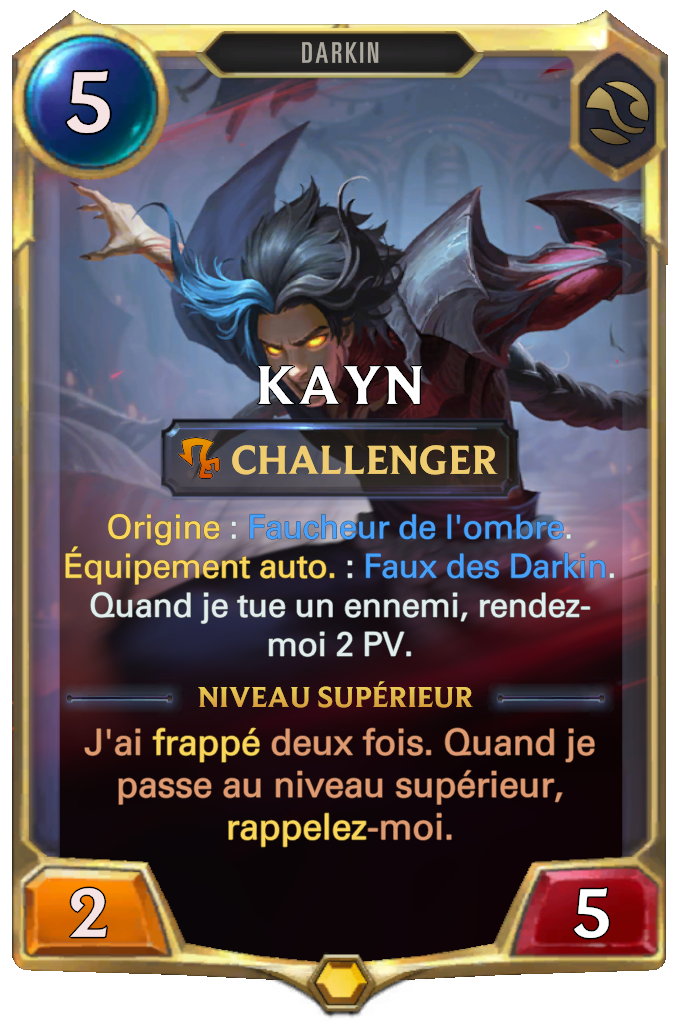 DARKIN
5
KAYN
CHALLENGER
Origine : Faucheur de l'ombre.
Équipement auto. : Faux des Darkin.
Quand je tue un ennemi, rendez-
moi 2 PV.
NIVEAU SUPÉRIEUR
J'ai frappé deux fois. Quand je
passe au niveau supérieur,
rappelez-moi.
2
5